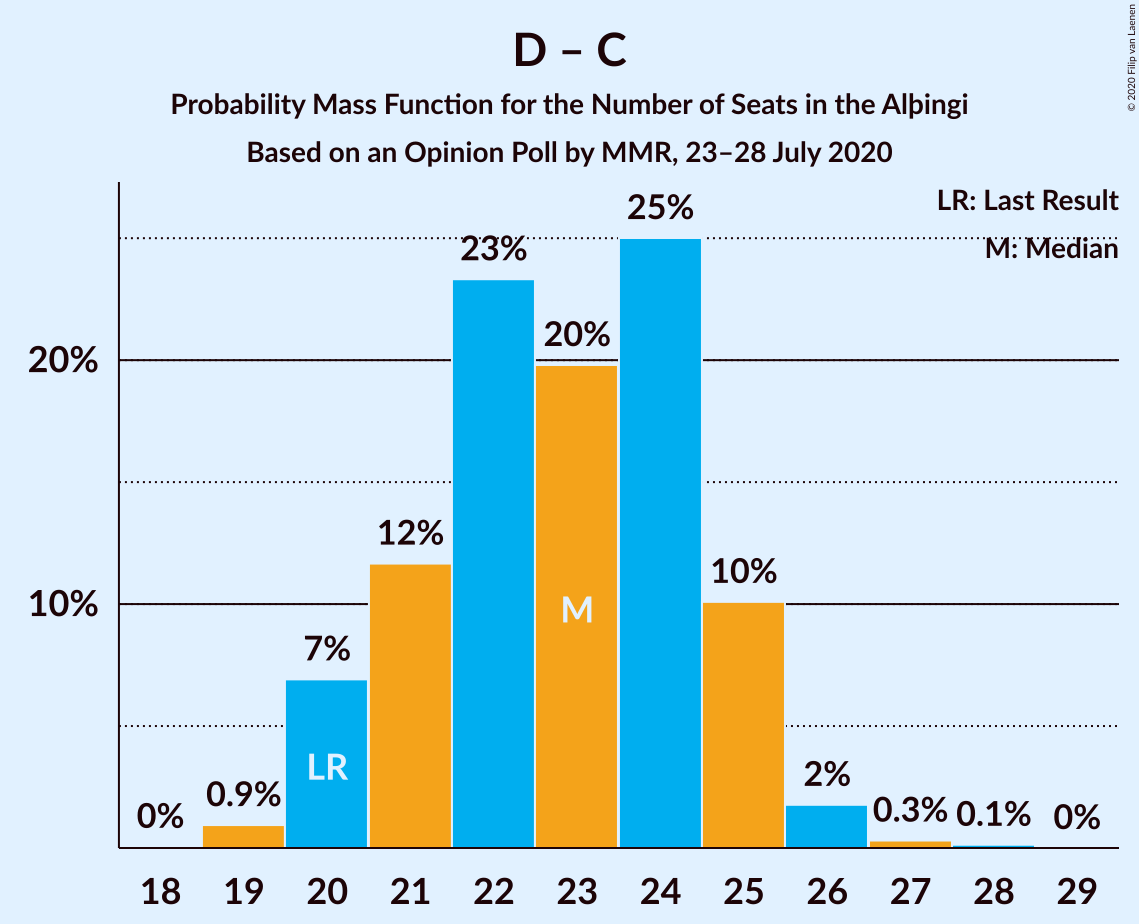 D – C
Probability Mass Function for the Number of Seats in the Alþingi
Based on an Opinion Poll by MMR, 23–28 July 2020
© 2020 Filip van Laenen
LR: Last Result
M: Median
25%
23%
20%
20%
12%
10%
10%
M
7%
LR
2%
0.9%
0.3%
0.1%
0%
0%
18 19 20 21 22 23 24 25 26 27 28 29